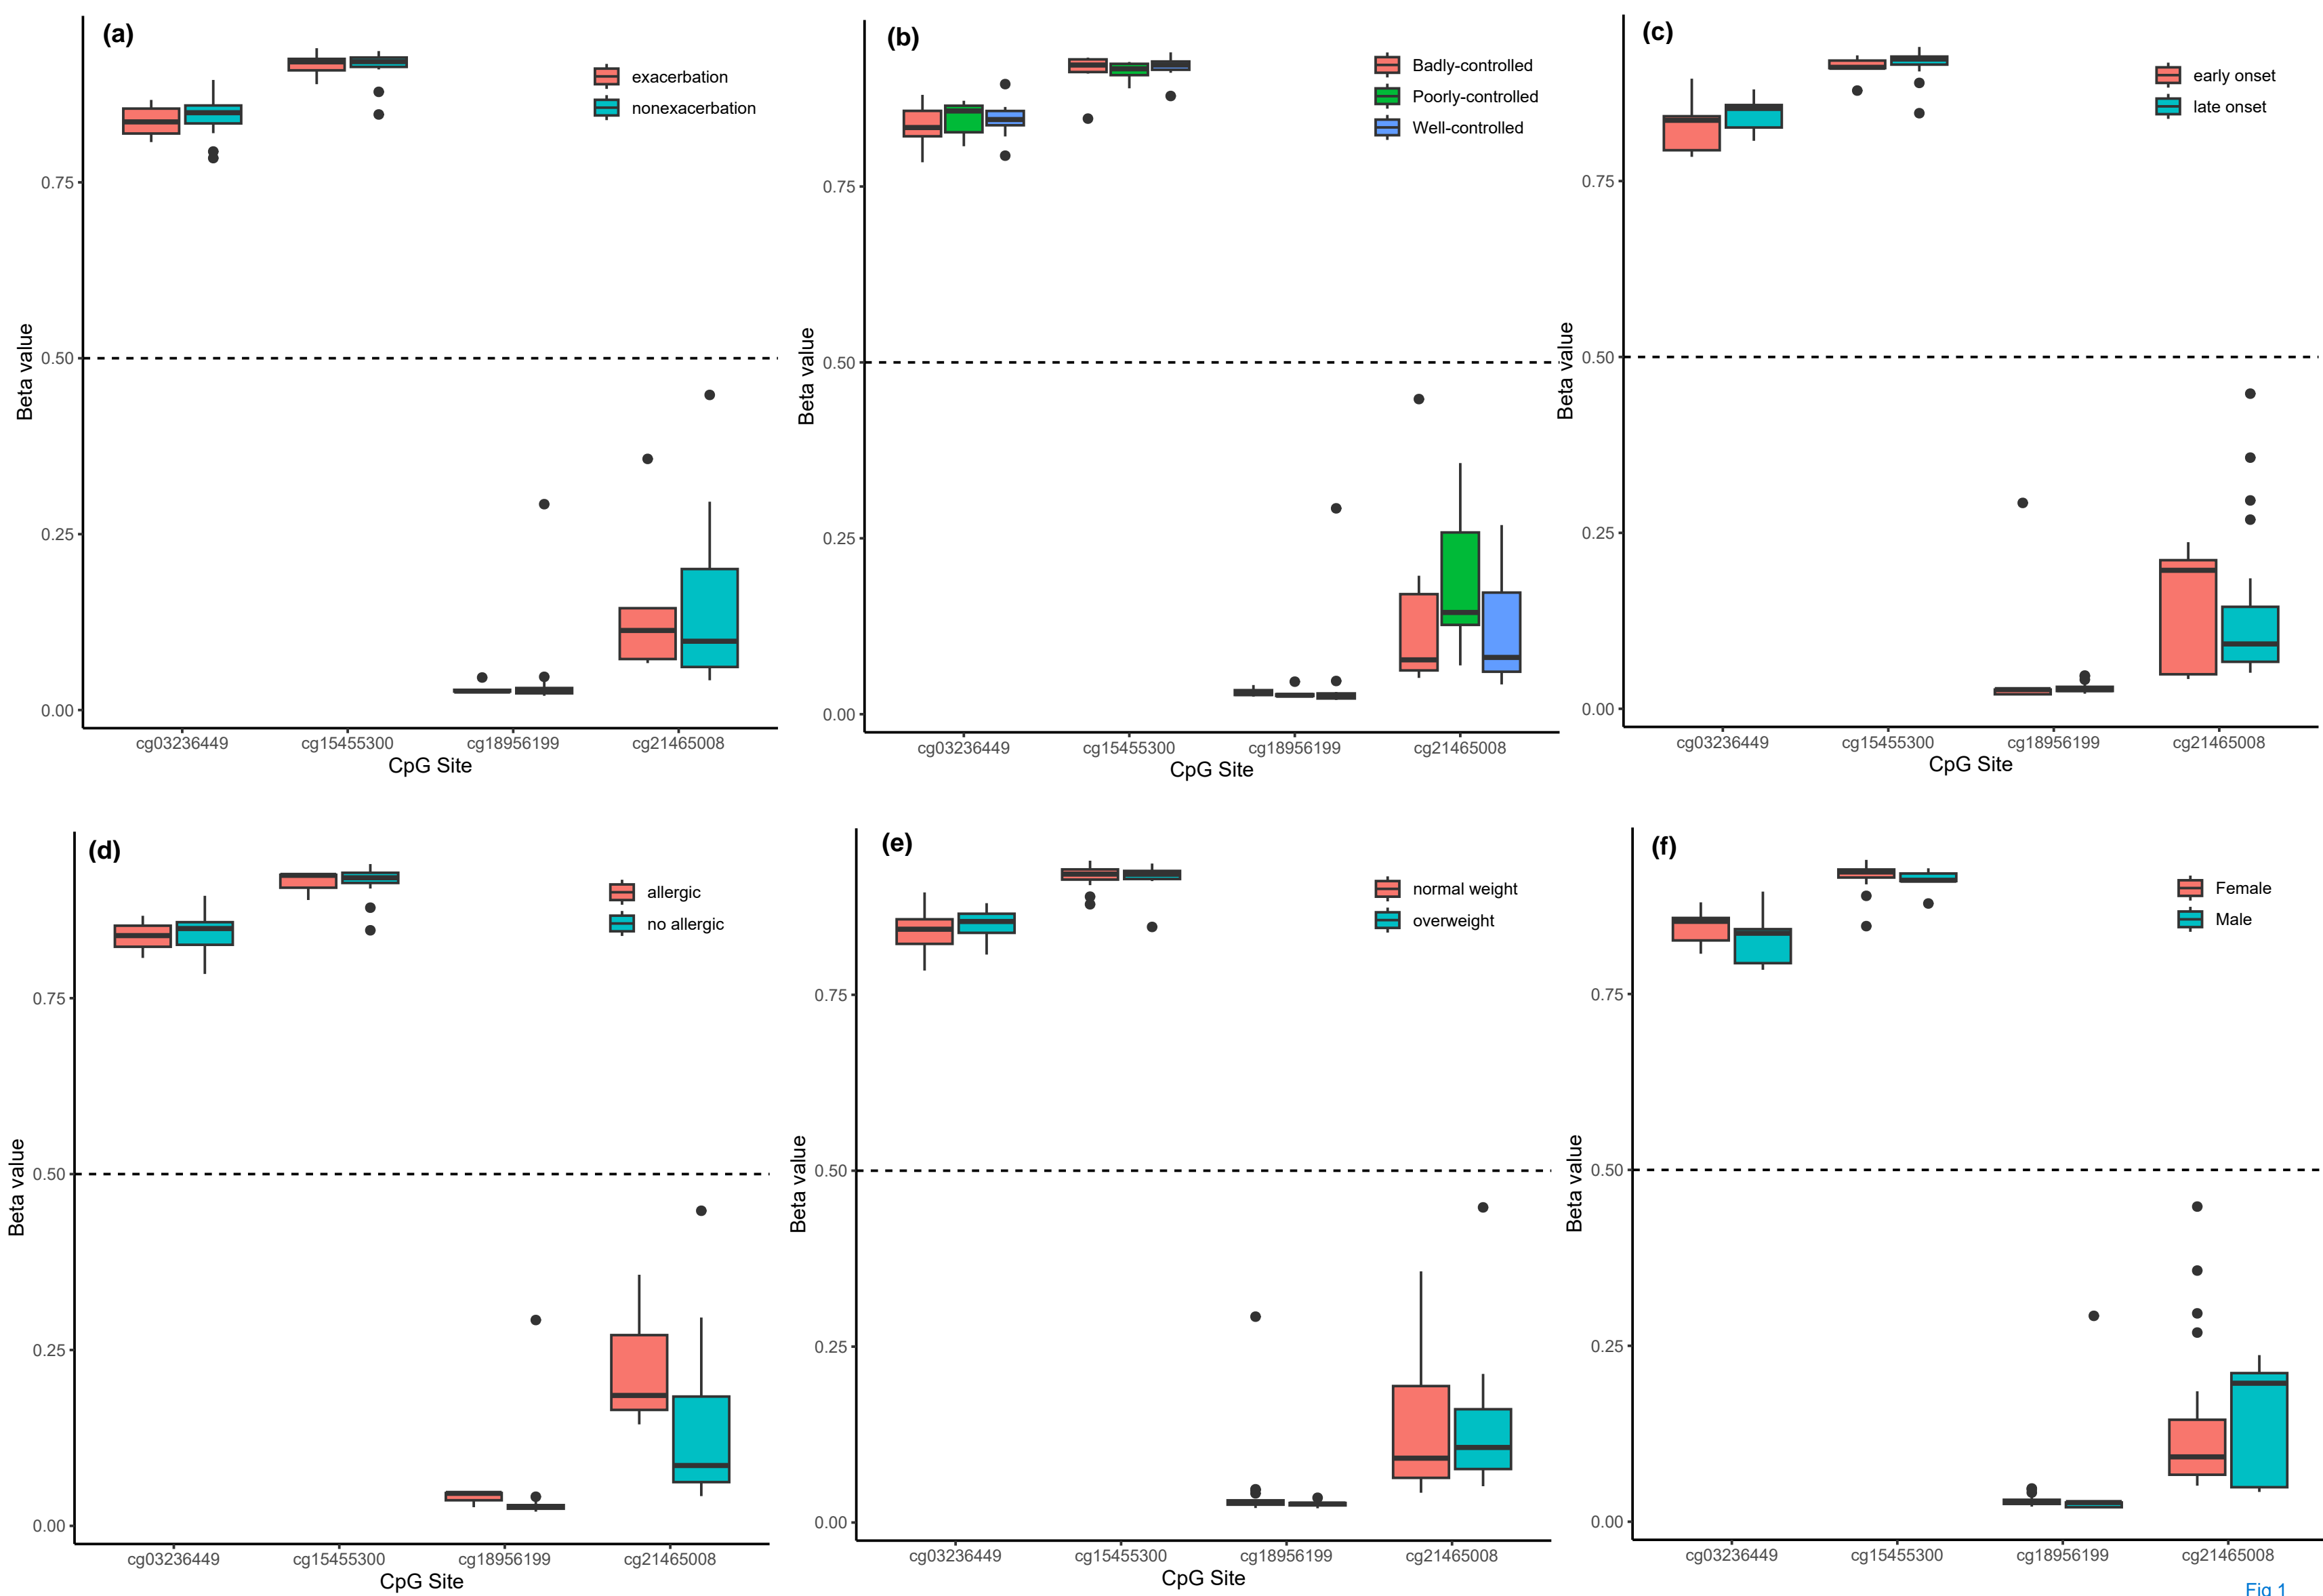 (a)
exacerbation
nonexacerbation
0.75
0.50
0.25
0.00
Beta value
cg03236449 cg15455300 cg18956199 cg21465008
CpG Site
(b)
Badly-controlled
Poorly-controlled
Well-controlled
0.75
0.50
0.25
0.00
Beta value
cg03236449 cg15455300 cg18956199 cg21465008
CpG Site
(c)
early onset
late onset
0.75
0.50
0.25
0.00
Beta value
cg03236449 cg15455300 cg18956199 cg21465008
CpG Site
(d)
allergic
no allergic
0.75
0.50
0.25
0.00
Beta value
cg03236449 cg15455300 cg18956199 cg21465008
CpG Site
(e)
normal weight
overweight
0.75
0.50
0.25
0.00
Beta value
cg03236449 cg15455300 cg18956199 cg21465008
CpG Site
(f)
Female
Male
0.75
0.50
0.25
0.00
Beta value
cg03236449 cg15455300 cg18956199 cg21465008
Fig 1